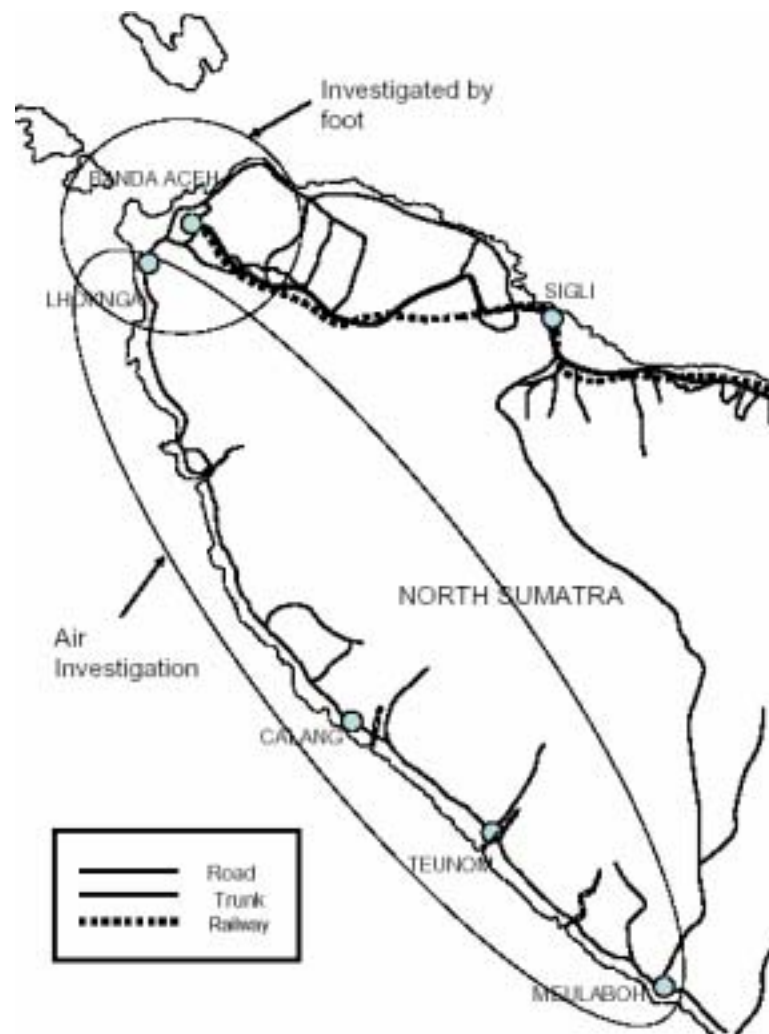 Investigated by
foot
BANDA ACEH
LHOKNGA
SIGLI
NORTH SUMATRA
Air
Investigation
CALANG
TEUNOM
MEULABOH
Road
Trunk
Railway